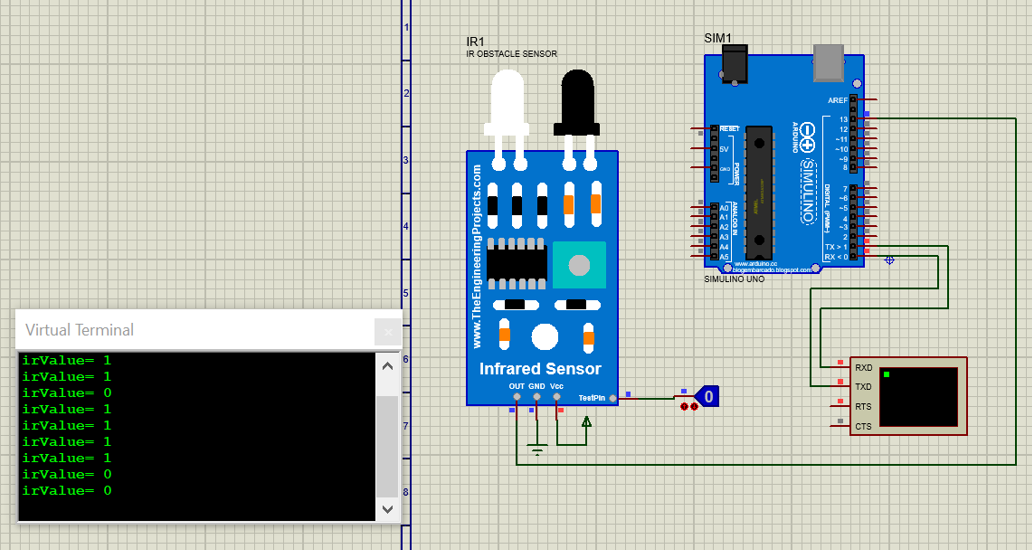 IR1
IR OBSTACLE SENSOR
www.TheEngineeringProjects.com
Infrared Sensor
OUT GND Vcc
TestPin
0
SIM1
AREF
13
12
~11
~10
~9
8
7
~6
~5
4
~3
2
TX > 1
RX < 0
RESET
5V
GND
POWER
A0
A1
A2
A3
A4
A5
ANALOG IN
ARDUINO
SIMULINO
DIGITAL (PWM~)
www.arduino.cc
blogembarcado.blogspot.com
SIMULINO UNO
RXD
TXD
RTS
CTS
Virtual Terminal
irValue= 1
irValue= 1
irValue= 0
irValue= 1
irValue= 1
irValue= 1
irValue= 1
irValue= 0
irValue= 0
1
2
3
4
5
6
7
8